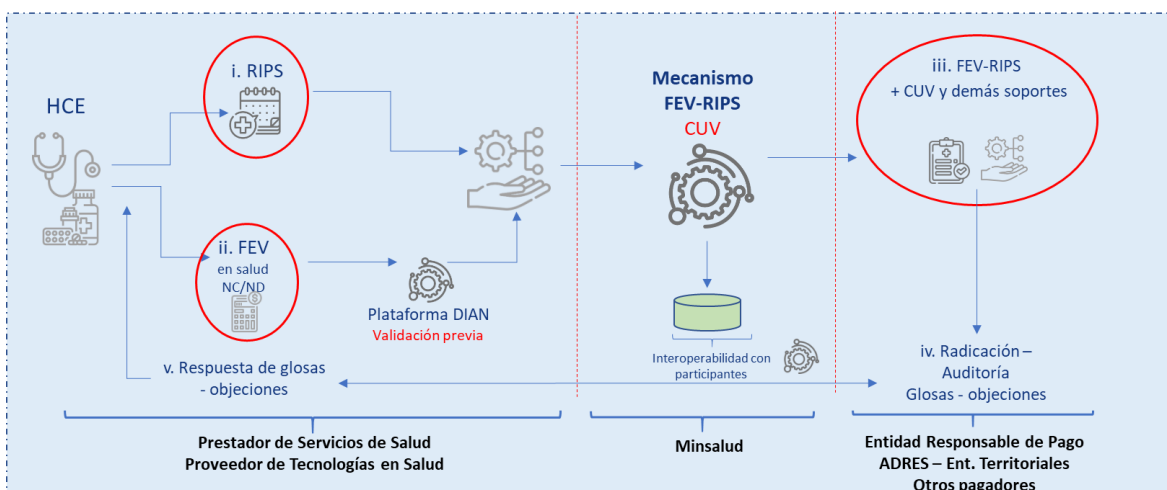 HCE
i. RIPS
ii. FEV
en salud
NC/ND
Plataforma DIAN
Validación previa
v. Respuesta de glosas
- objeciones
Prestador de Servicios de Salud
Proveedor de Tecnologías en Salud
Mecanismo
FEV-RIPS
CUV
Interoperabilidad con
participantes
Minsalud
iii. FEV-RIPS
+ CUV y demás soportes
iv. Radicación –
Auditoría
Glosas - objeciones
Entidad Responsable de Pago
ADRES – Ent. Territoriales
Otros pagadores